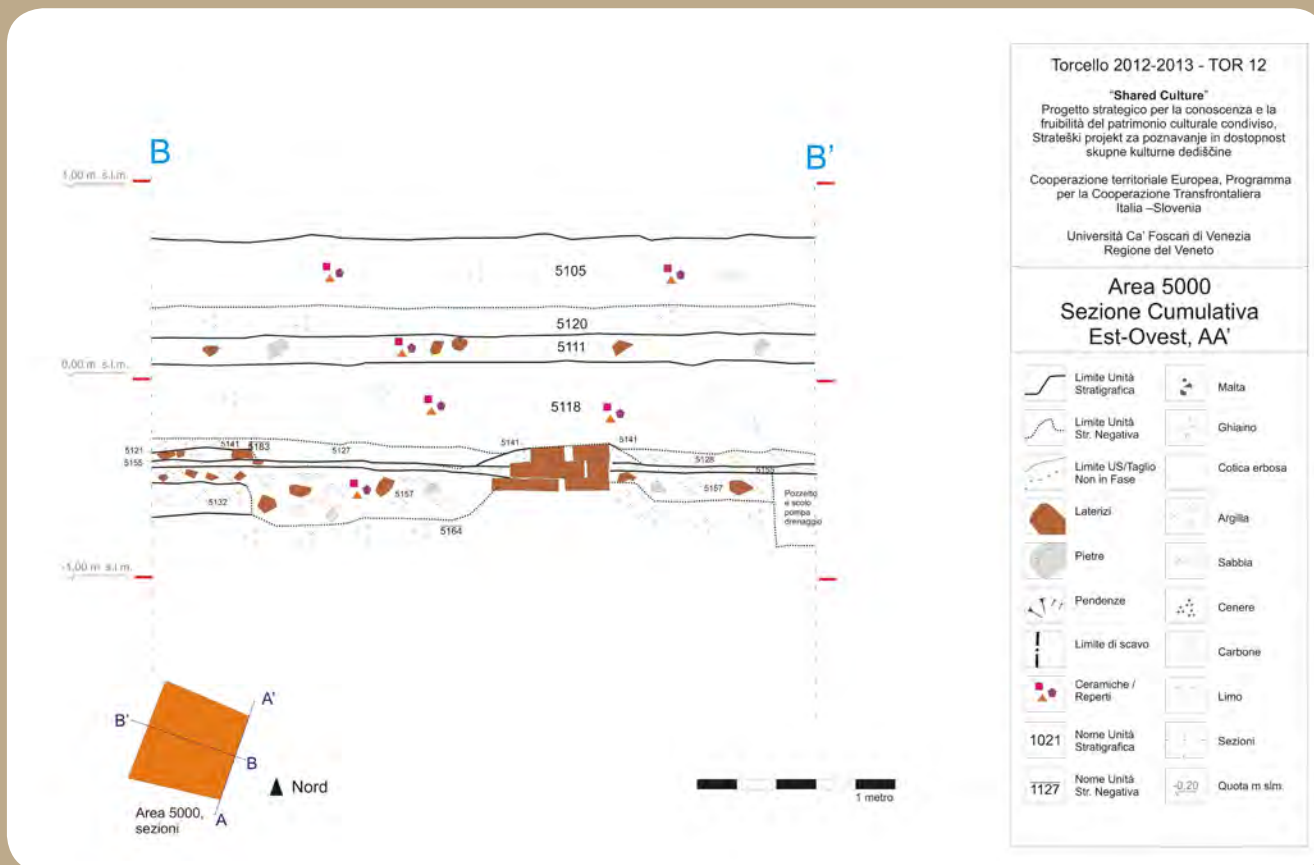 B
B'
1,00 m s.l.m.
5105
5120
5111
0,00 m s.l.m.
5118
5141
5141
5141
5163
5127
5121
5128
5155
5155
5157
5157
5132
5164
Pozzetto
e scolo
pompa
drenaggio
-1,00 m s.l.m.
A'
B'
B
A
Nord
Area 5000,
sezioni
1 metro
Torcello 2012-2013 - TOR 12
"Shared Culture"
Progetto strategico per la conoscenza e la
fruibilità del patrimonio culturale condiviso,
Strateški projekt za poznavanje in dostopnost
skupne kulturne dediščine
Cooperazione territoriale Europea, Programma
per la Cooperazione Transfrontaliera
Italia –Slovenia
Università Ca' Foscari di Venezia
Regione del Veneto
Area 5000
Sezione Cumulativa
Est-Ovest, AA'
Limite Unità
Stratigrafica
Limite Unità
Str. Negativa
Limite US/Taglio
Non in Fase
Laterizi
Pietre
Pendenze
Limite di scavo
Ceramiche /
Reperti
1021
Nome Unità
Stratigrafica
1127
Nome Unità
Str. Negativa
Malta
Ghiaino
Cotica erbosa
Argilla
Sabbia
Cenere
Carbone
Limo
Sezioni
-0.20
Quota m slm.